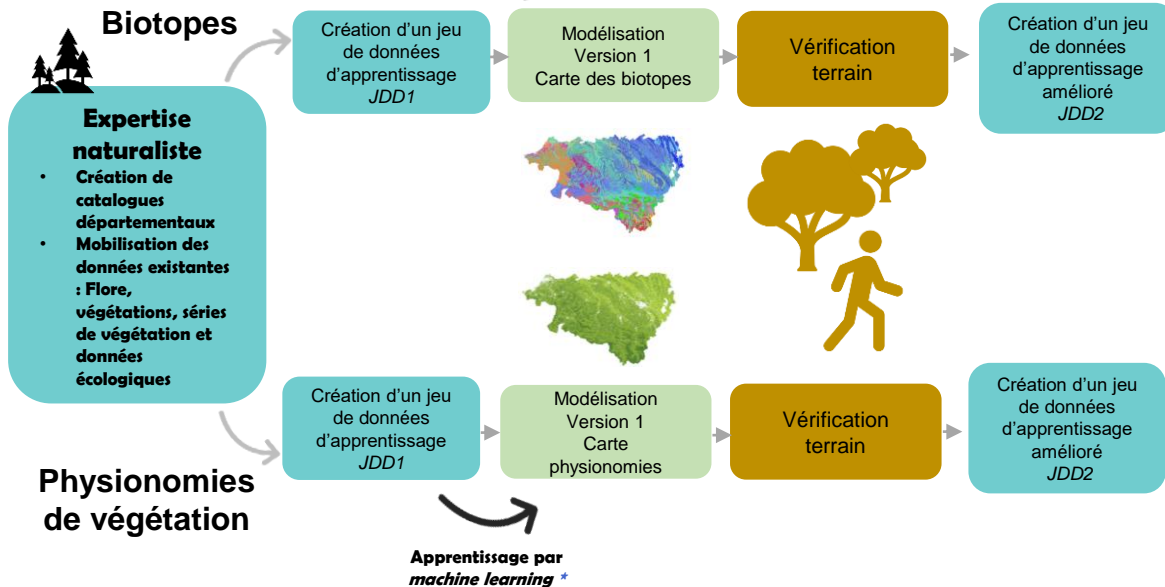 Biotopes
Création d’un jeu
de données
d’apprentissage
JDD1
Modélisation
Version 1
Carte des biotopes
Vérification
terrain
Création d’un jeu
de données
d’apprentissage
amélioré
JDD2
Expertise
naturaliste
• Création de
catalogues
départementaux
• Mobilisation des
données existantes
: Flore,
végétations, séries
de végétation et
données
écologiques
Physionomies
de végétation
Création d’un jeu
de données
d’apprentissage
JDD1
Modélisation
Version 1
Carte
physionomies
Vérification
terrain
Création d’un jeu
de données
d’apprentissage
amélioré
JDD2
Apprentissage par
machine learning *